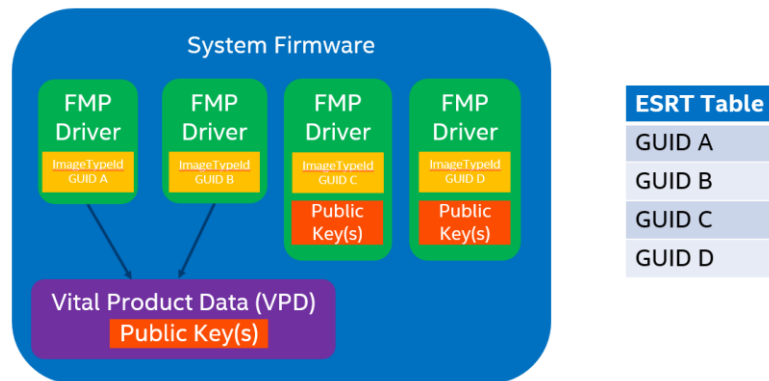 System Firmware
FMP
Driver
ImageTypeId
GUID A
FMP
Driver
ImageTypeId
GUID B
FMP
Driver
ImageTypeId
GUID C
Public
Key(s)
FMP
Driver
ImageTypeId
GUID D
Public
Key(s)
Vital Product Data (VPD)
Public Key(s)
ESRT Table
GUID A
GUID B
GUID C
GUID D